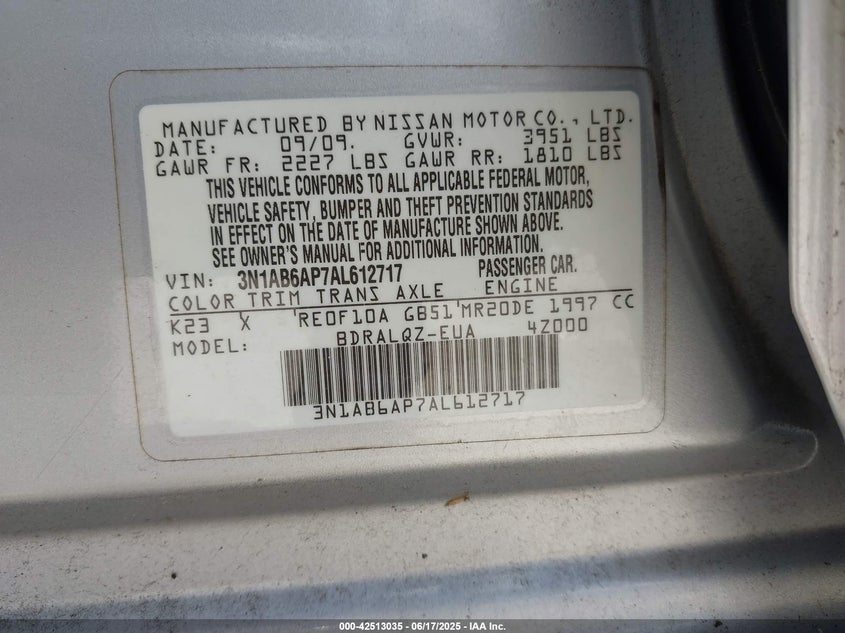 MANUFACTURED BY NISSAN MOTOR CO., LTD.
DATE: 09/09. GVWR: 3951 LBS
GAWR FR: 2227 LBS GAWR RR: 1810 LBS
THIS VEHICLE CONFORMS TO ALL APPLICABLE FEDERAL MOTOR,
VEHICLE SAFETY, BUMPER AND THEFT PREVENTION STANDARDS
IN EFFECT ON THE DATE OF MANUFACTURE SHOWN ABOVE.
SEE OWNER'S MANUAL FOR ADDITIONAL INFORMATION.
VIN: 3N1AB6AP7AL612717 PASSENGER CAR.
COLOR TRIM TRANS AXLE ENGINE
K23 X 'RE0F10A GB51'MR20DE 1997 CC
MODEL: BDRALQZ-EUA 4Z000
3N1AB6AP7AL612717
000-42513035 - 06/17/2025 - IAA Inc.